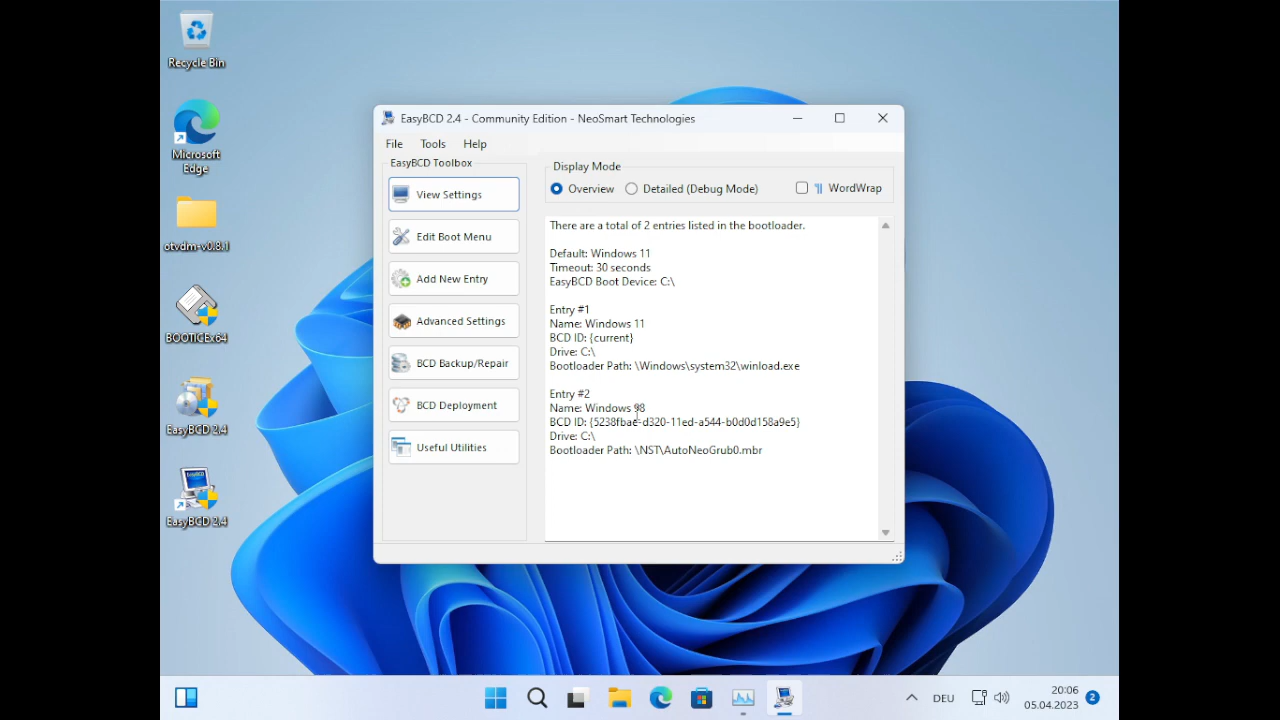 Recycle Bin
Microsoft
Edge
otvdm-v0.8.1
BOOTICEx64
EasyBCD 2.4
EasyBCD 2.4
EasyBCD 2.4 - Community Edition - NeoSmart Technologies
File Tools Help
EasyBCD Toolbox
View Settings
Edit Boot Menu
Add New Entry
Advanced Settings
BCD Backup/Repair
BCD Deployment
Useful Utilities
Display Mode
Overview Detailed (Debug Mode) WordWrap
There are a total of 2 entries listed in the bootloader.
Default: Windows 11
Timeout: 30 seconds
EasyBCD Boot Device: C:\
Entry #1
Name: Windows 11
BCD ID: {current}
Drive: C:\
Bootloader Path: \Windows\system32\winload.exe
Entry #2
Name: Windows 98
BCD ID: {5238fbae-d320-11ed-a544-b0d0d158a9e5}
Drive: C:\
Bootloader Path: \NST\AutoNeoGrub0.mbr
DEU
20:06
05.04.2023
2